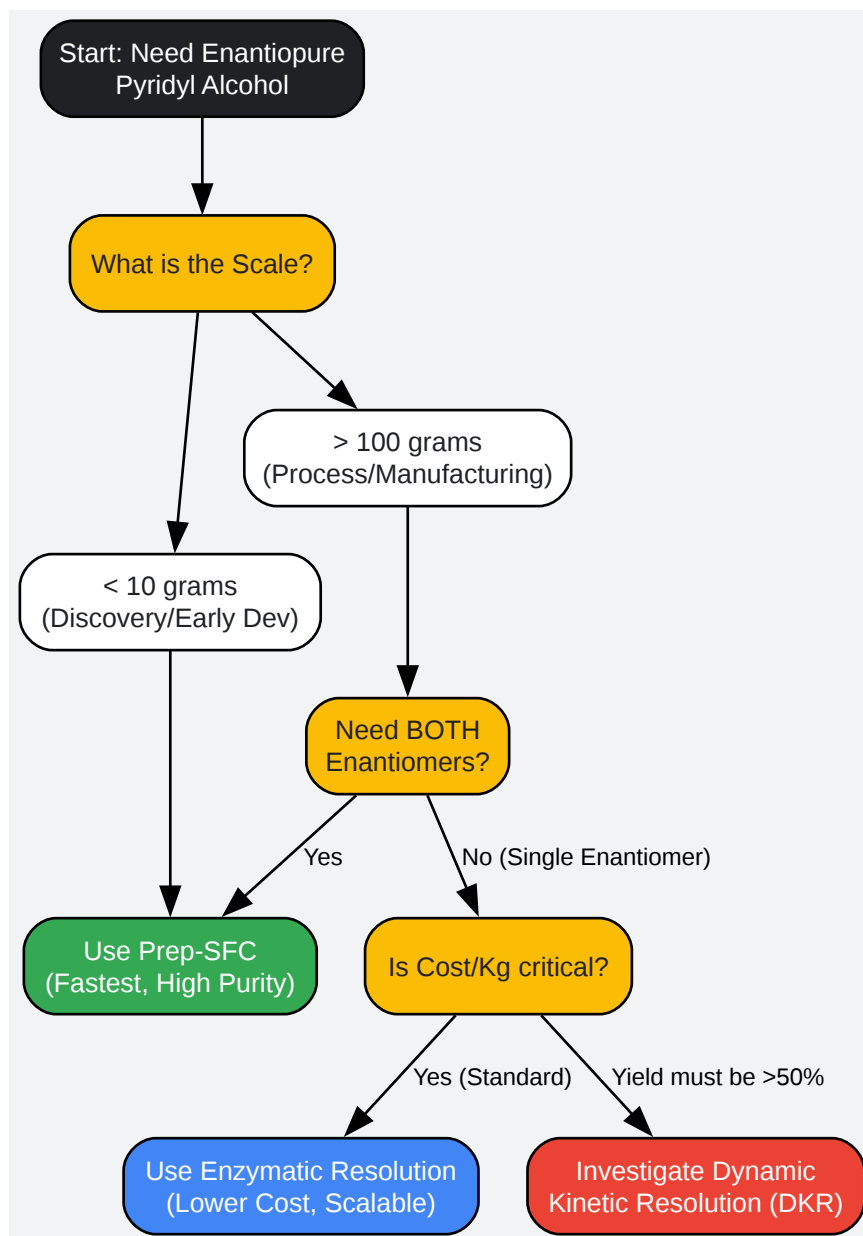 Start: Need Enantiopure
Pyridyl Alcohol
What is the Scale?
> 100 grams
(Process/Manufacturing)
< 10 grams
(Discovery/Early Dev)
Need BOTH
Enantiomers?
Yes
No (Single Enantiomer)
Use Prep-SFC
(Fastest, High Purity)
Is Cost/Kg critical?
Yes (Standard)
Yield must be >50%
Use Enzymatic Resolution
(Lower Cost, Scalable)
Investigate Dynamic
Kinetic Resolution (DKR)